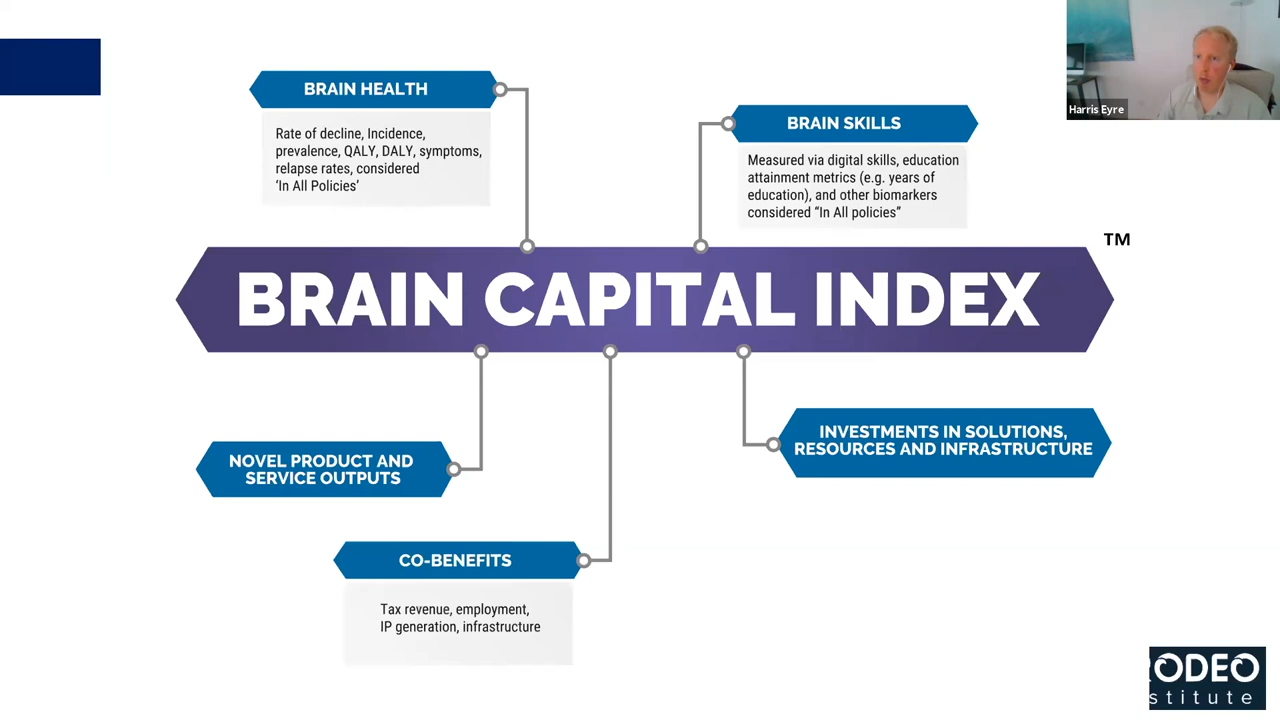 Harris Eyre
BRAIN HEALTH
Rate of decline, Incidence,
prevalence, QALY, DALY, symptoms,
relapse rates, considered
‘In All Policies’
BRAIN SKILLS
Measured via digital skills, education
attainment metrics (e.g. years of
education), and other biomarkers
considered “In All policies”
TM
BRAIN CAPITAL INDEX
NOVEL PRODUCT AND
SERVICE OUTPUTS
INVESTMENTS IN SOLUTIONS,
RESOURCES AND INFRASTRUCTURE
CO-BENEFITS
Tax revenue, employment,
IP generation, infrastructure
RODEO
stitute